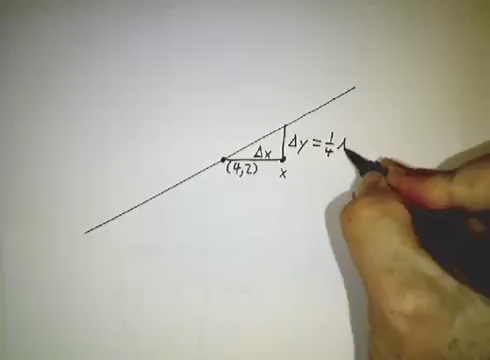 Δx
Δy = 1/4
(4,2)
x